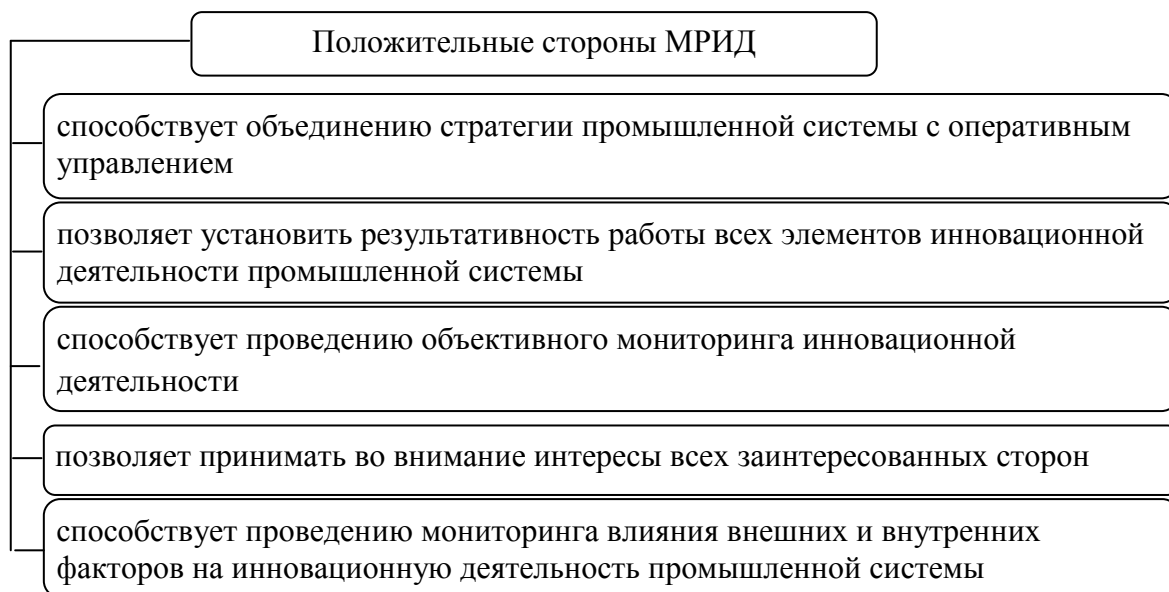 Положительные стороны МРИД
способствует объединению стратегии промышленной системы с оперативным
управлением
позволяет установить результативность работы всех элементов инновационной
деятельности промышленной системы
способствует проведению объективного мониторинга инновационной
деятельности
позволяет принимать во внимание интересы всех заинтересованных сторон
способствует проведению мониторинга влияния внешних и внутренних
факторов на инновационную деятельность промышленной системы